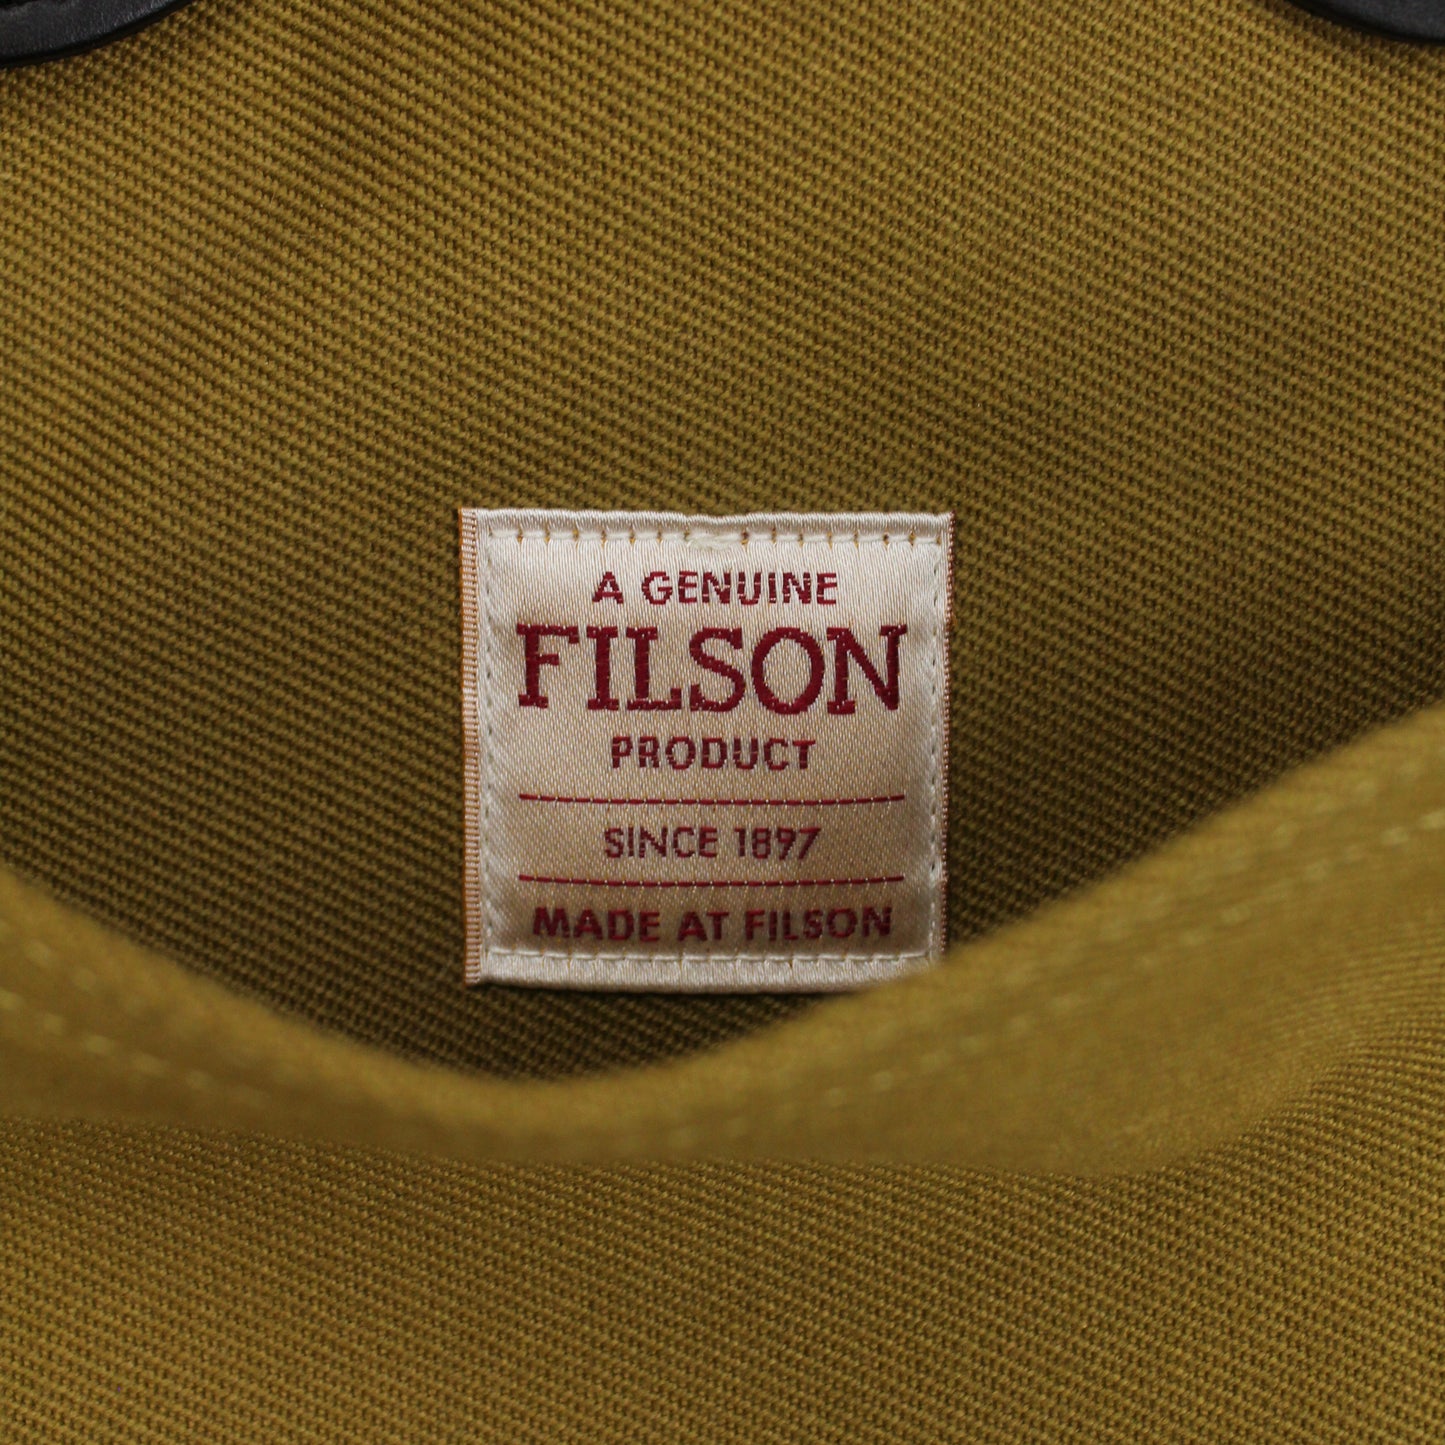 A GENUINE
FILSON
PRODUCT
SINCE 1897
MADE AT FILSON